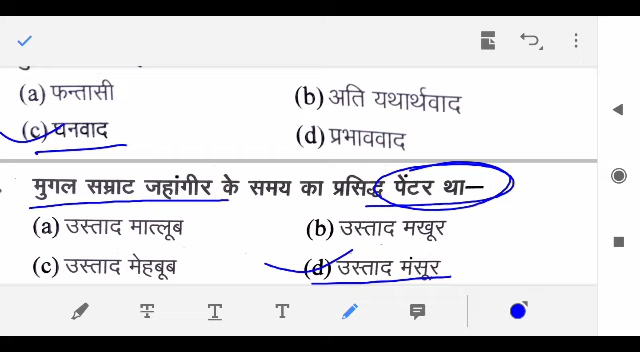 (a) फन्तासी
(b) अति यथार्थवाद
(c) घनवाद
(d) प्रभाववाद
मुगल सम्राट जहांगीर के समय का प्रसिद्ध पेंटर था—
(a) उस्ताद मात्लूब
(b) उस्ताद मखूर
(c) उस्ताद मेहबूब
(d) उस्ताद मंसूर